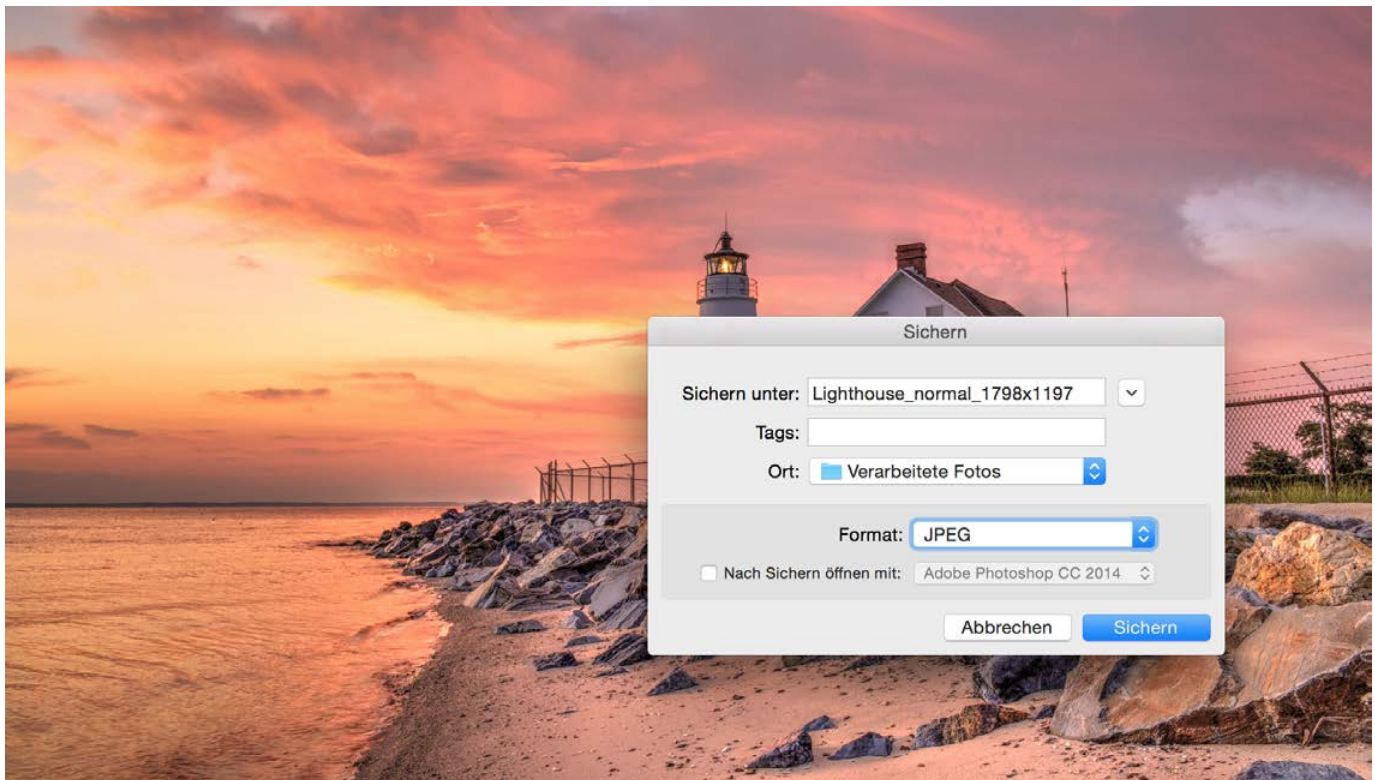 Sichern
Sichern unter: Lighthouse_normal_1798x1197
Tags:
Ort: Verarbeitete Fotos
Format: JPEG
Nach Sichern öffnen mit: Adobe Photoshop CC 2014
Abbrechen Sichern